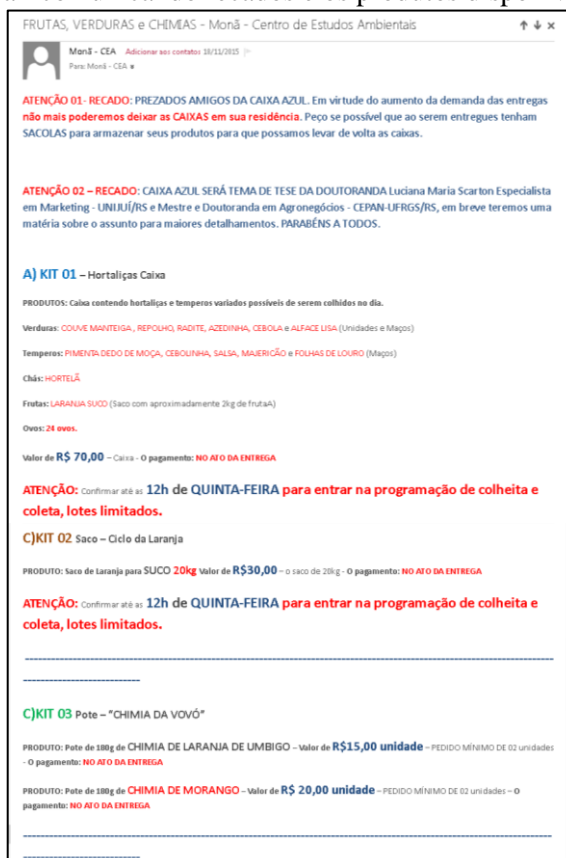 FRUTAS, VERDURAS e CHIMIAS - Monã - Centro de Estudos Ambientais
Monã - CEA Adicionar aos contatos 18/11/2015
Para: Monã - CEA
ATENÇÃO 01- RECADO: PREZADOS AMIGOS DA CAIXA AZUL. Em virtude do aumento da demanda das entregas
não mais poderemos deixar as CAIXAS em sua residência. Peço se possível que ao serem entregues tenham
SACOLAS para armazenar seus produtos para que possamos levar de volta as caixas.
ATENÇÃO 02 – RECADO: CAIXA AZUL SERÁ TEMA DE TESE DA DOUTORANDA Luciana Maria Scarton Especialista
em Marketing - UNIJUÍ/RS e Mestre e Doutoranda em Agronegócios - CEPAN-UFRGS/RS, em breve teremos uma
matéria sobre o assunto para maiores detalhamentos. PARABÉNS A TODOS.
A) KIT 01 – Hortaliças Caixa
PRODUTOS: Caixa contendo hortaliças e temperos variados possíveis de serem colhidos no dia.
Verduras: COUVE MANTEIGA , REPOLHO, RADITE, AZEDINHA, CEBOLA e ALFACE LISA (Unidades e Maços)
Temperos: PIMENTA DEDO DE MOÇA, CEBOLINHA, SALSA, MAJERICÃO e FOLHAS DE LOURO (Maços)
Chás: HORTELÃ
Frutas: LARANJA SUCO (Saco com aproximadamente 2kg de frutaA)
Ovos: 24 ovos.
Valor de R$ 70,00 – Caixa - O pagamento: NO ATO DA ENTREGA
ATENÇÃO: Confirmar até as 12h de QUINTA-FEIRA para entrar na programação de colheita e
coleta, lotes limitados.
C)KIT 02 Saco – Ciclo da Laranja
PRODUTO: Saco de Laranja para SUCO 20kg Valor de R$30,00 – o saco de 20kg - O pagamento: NO ATO DA ENTREGA
ATENÇÃO: Confirmar até as 12h de QUINTA-FEIRA para entrar na programação de colheita e
coleta, lotes limitados.
C)KIT 03 Pote – "CHIMIA DA VOVÓ"
PRODUTO: Pote de 180g de CHIMIA DE LARANJA DE UMBIGO – Valor de R$15,00 unidade – PEDIDO MÍNIMO DE 02 unidades
- O pagamento: NO ATO DA ENTREGA
PRODUTO: Pote de 180g de CHIMIA DE MORANGO – Valor de R$ 20,00 unidade – PEDIDO MÍNIMO DE 02 unidades – O
pagamento: NO ATO DA ENTREGA